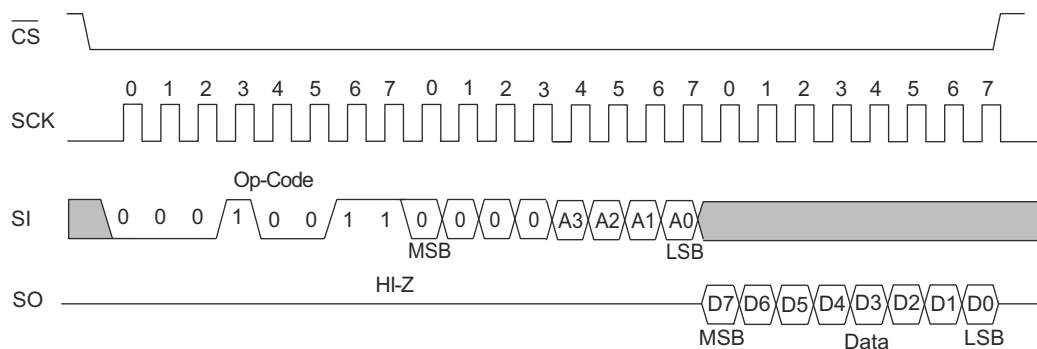 CS
0 1 2 3 4 5 6 7 0 1 2 3 4 5 6 7 0 1 2 3 4 5 6 7
SCK
Op-Code
SI 0 0 0 1 0 0 1 1 0 0 0 0 A3 A2 A1 A0
MSB LSB
HI-Z
SO D7 D6 D5 D4 D3 D2 D1 D0
MSB Data LSB